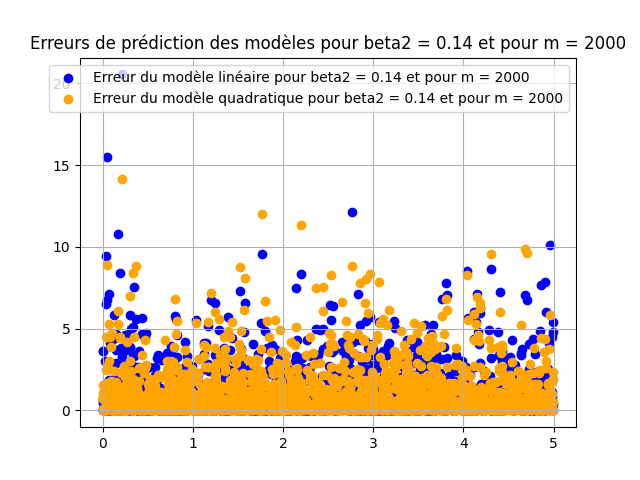 Erreurs de prédiction des modèles pour beta2 = 0.14 et pour m = 2000
Erreur du modèle linéaire pour beta2 = 0.14 et pour m = 2000
Erreur du modèle quadratique pour beta2 = 0.14 et pour m = 2000
20
15
10
5
0
0 1 2 3 4 5